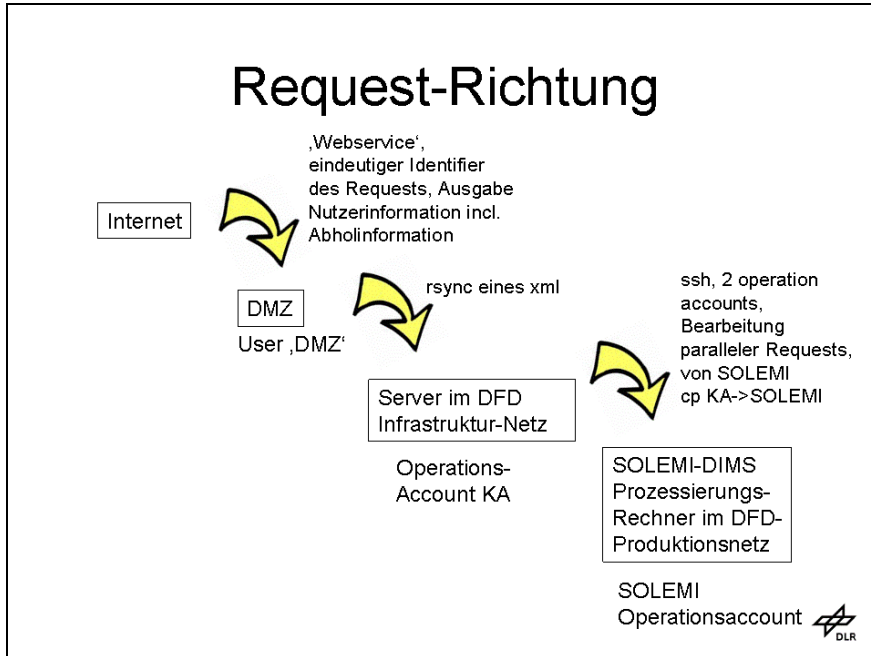 Request-Richtung
‚Webservice‘,
eindeutiger Identifier
des Requests, Ausgabe
Nutzerinformation incl.
Abholinformation
Internet
rsync eines xml
DMZ
User ‚DMZ‘
ssh, 2 operation
accounts,
Bearbeitung
paralleler Requests,
von SOLEMI
cp KA->SOLEMI
Server im DFD
Infrastruktur-Netz
Operations-
Account KA
SOLEMI-DIMS
Prozessierungs-
Rechner im DFD-
Produktionsnetz
SOLEMI
Operationsaccount
DLR